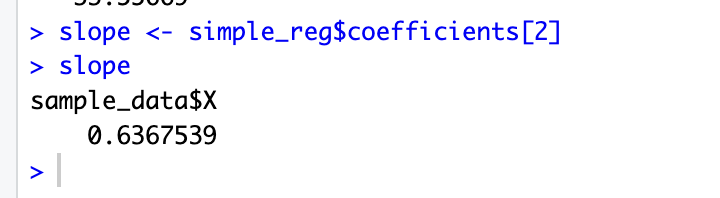 > slope <- simple_reg$coefficients[2]
> slope
sample_data$X
0.6367539
>